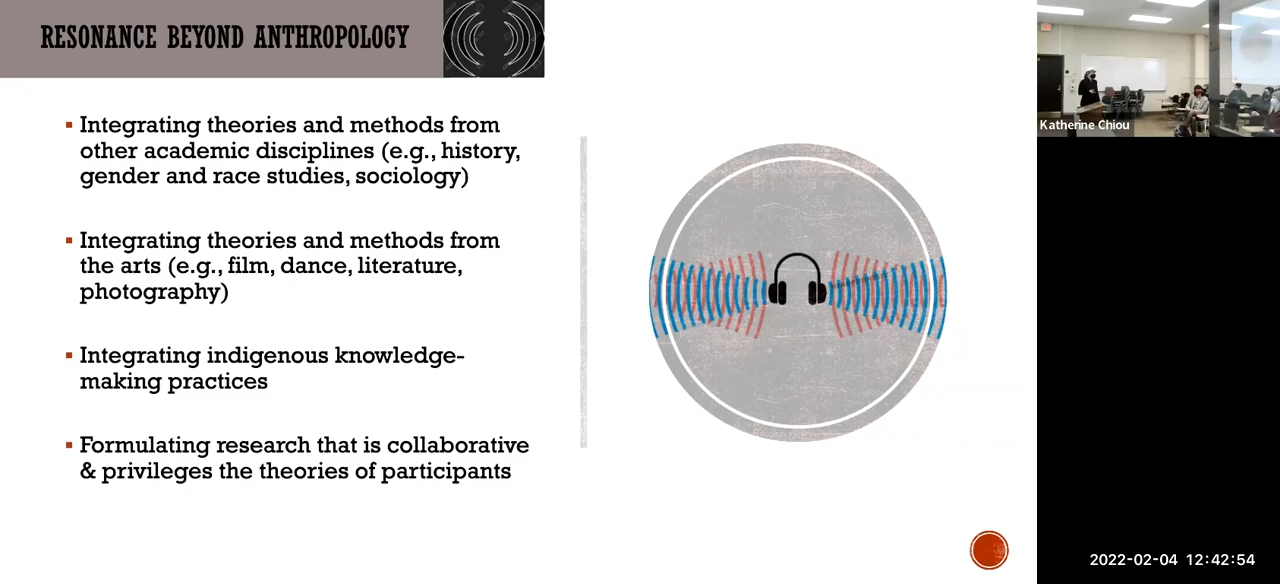 RESONANCE BEYOND ANTHROPOLOGY
▪ Integrating theories and methods from
other academic disciplines (e.g., history,
gender and race studies, sociology)
▪ Integrating theories and methods from
the arts (e.g., film, dance, literature,
photography)
▪ Integrating indigenous knowledge-
making practices
▪ Formulating research that is collaborative
& privileges the theories of participants
Katherine Chiou
2022-02-04 12:42:54